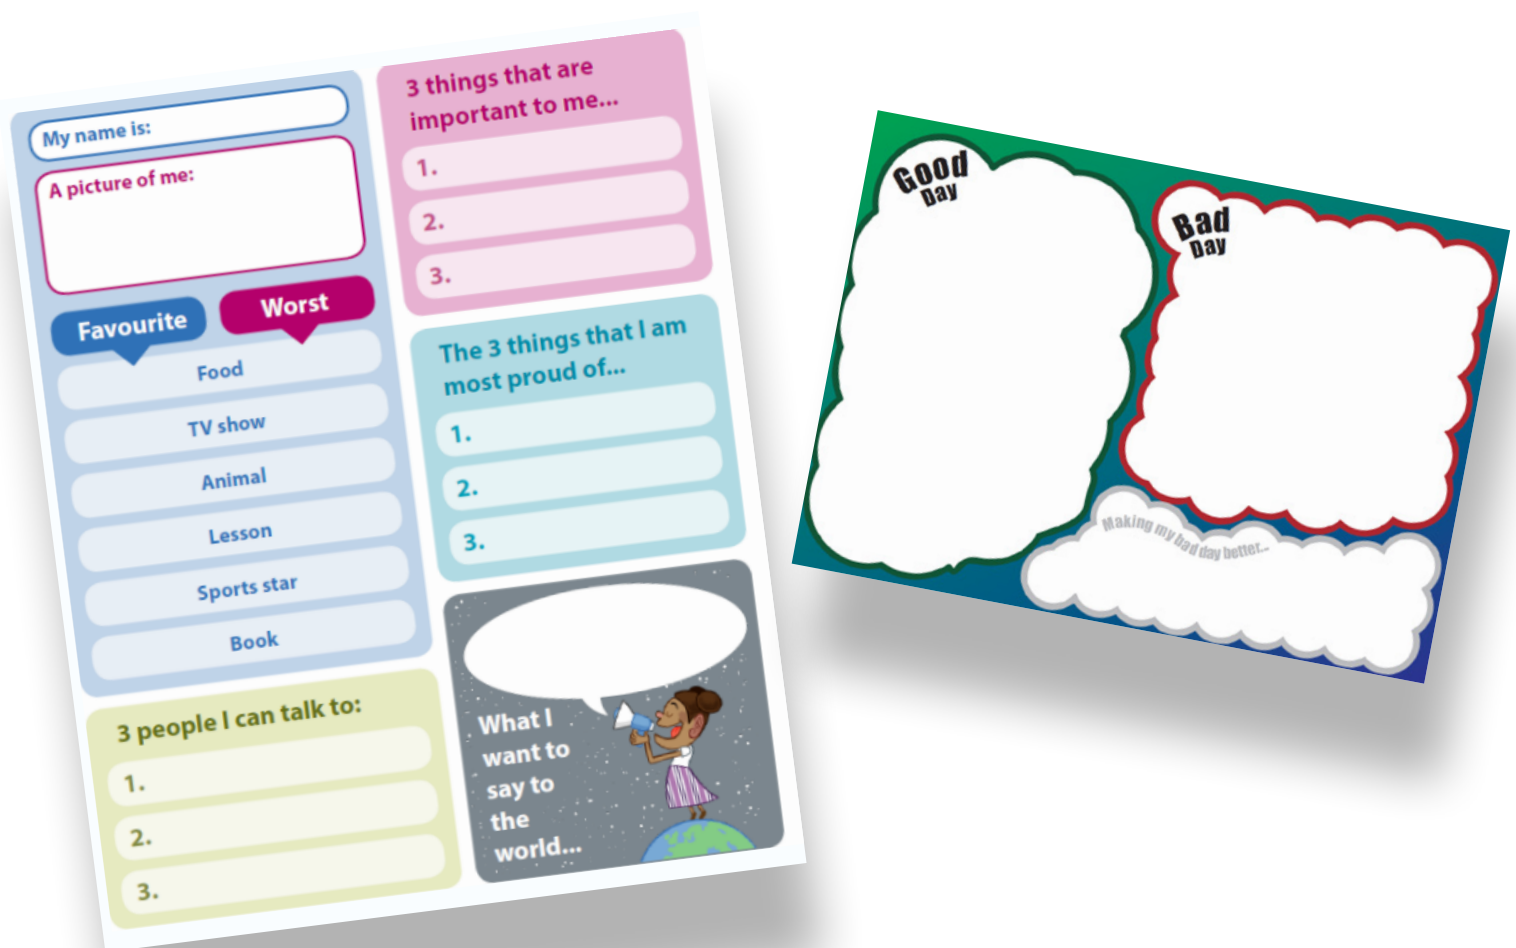 My name is:
A picture of me:
Favourite
Worst
Food
TV show
Animal
Lesson
Sports star
Book
3 people I can talk to:
1.
2.
3.
3 things that are
important to me...
1.
2.
3.
The 3 things that I am
most proud of...
1.
2.
3.
What I
want to
say to
the
world...
Good
Day
Bad
Day
Making my bad day better...